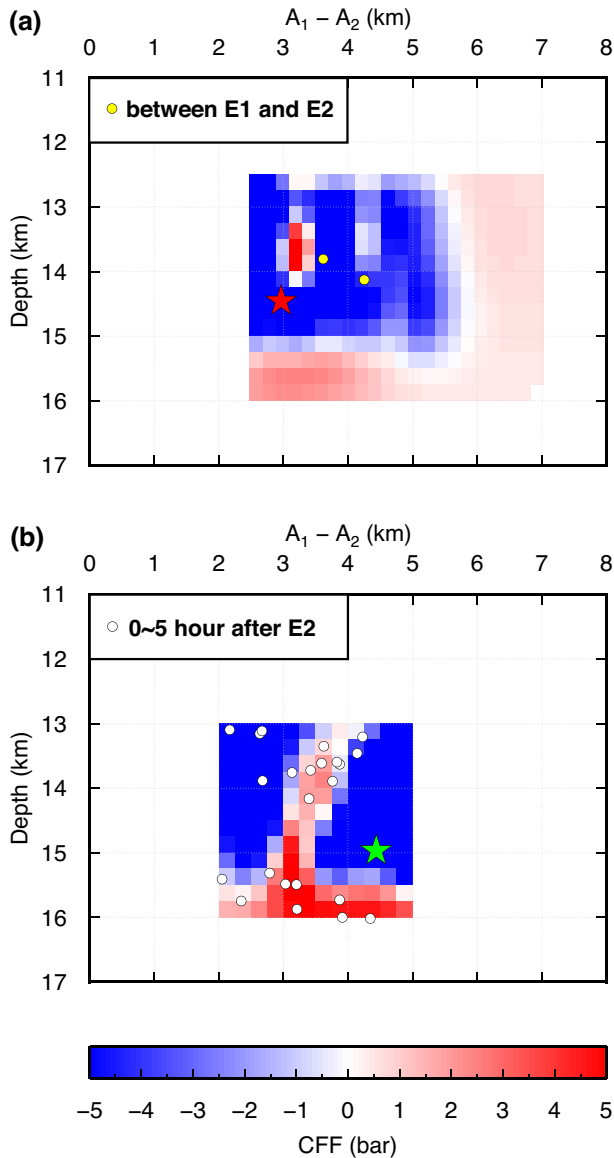 (a)
A₁ − A₂ (km)
0 1 2 3 4 5 6 7 8
between E1 and E2
Depth (km)
11
12
13
14
15
16
17
(b)
A₁ − A₂ (km)
0 1 2 3 4 5 6 7 8
0~5 hour after E2
Depth (km)
11
12
13
14
15
16
17
−5 −4 −3 −2 −1 0 1 2 3 4 5
CFF (bar)